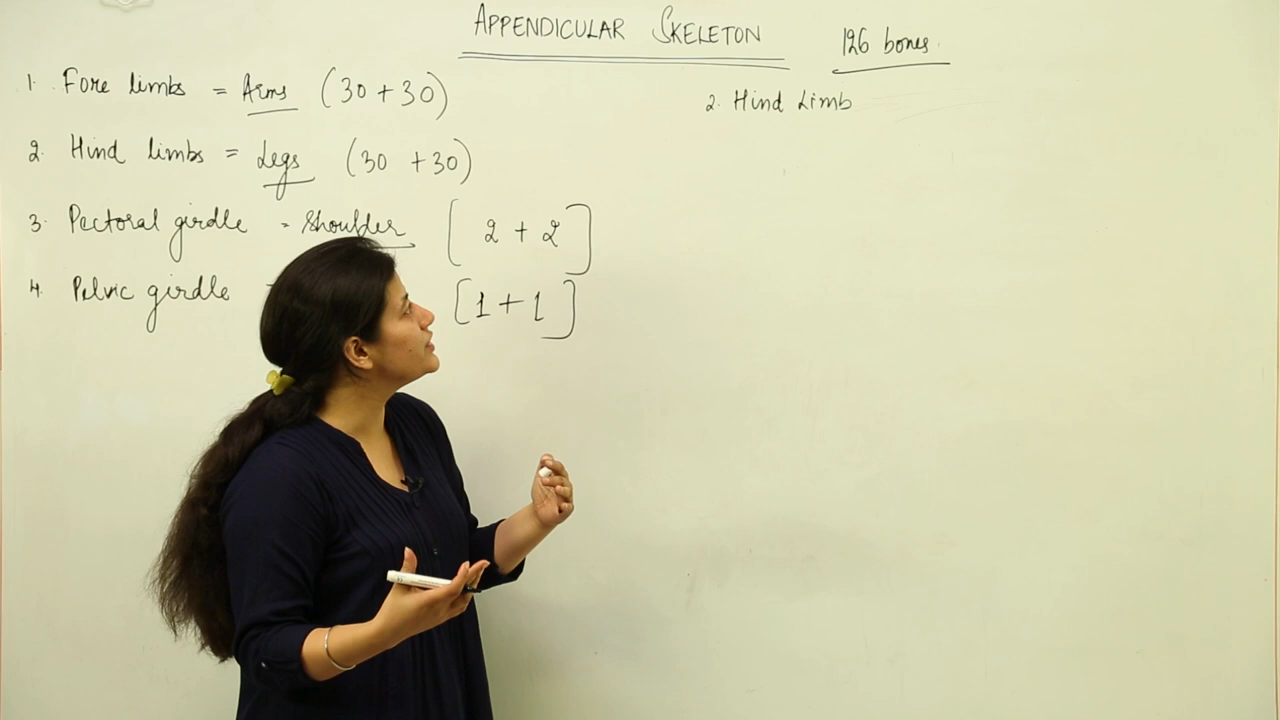 APPENDICULAR SKELETON
126 bones.
1. Fore limbs = Arms (30 + 30)
2. Hind limbs = Legs (30 + 30)
3. Pectoral girdle = Shoulder [2 + 2]
4. Pelvic girdle [1 + 1]
2. Hind Limb